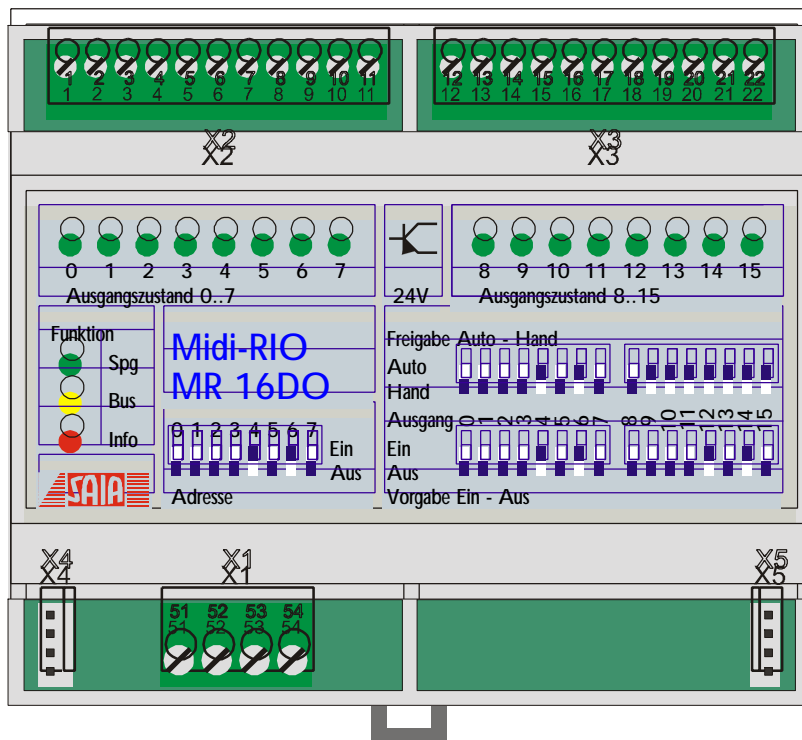 1 2 3 4 5 6 7 8 9 10 11
1 2 3 4 5 6 7 8 9 10 11
12 13 14 15 16 17 18 19 20 21 22
12 13 14 15 16 17 18 19 20 21 22
X2
X2
X3
X3
0 1 2 3 4 5 6 7
Ausgangszustand 0..7
24V
8 9 10 11 12 13 14 15
Ausgangszustand 8..15
Funktion
Spg
Bus
Info
Midi-RIO
MR 16DO
0 1 2 3 4 5 6 7
Ein
Aus
Adresse
SAIA
Freigabe Auto - Hand
Auto
Hand
Ausgang 0 1 2 3 4 5 6 7 8 9 10 11 12 13 14 15
Ein
Aus
Vorgabe Ein - Aus
X4
X4
X1
X1
X5
X5
51 52 53 54
51 52 53 54